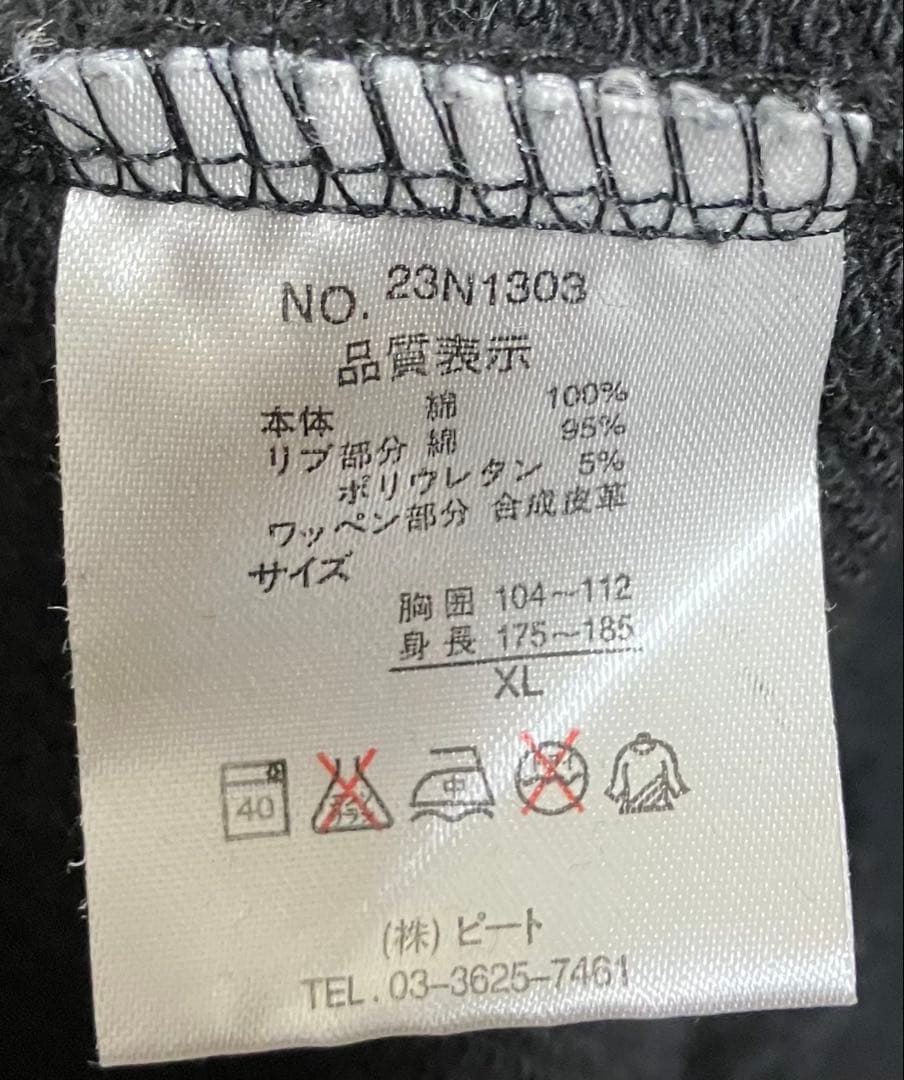 NO. 23N1303
品質表示
本体 綿 100%
リブ部分 綿 95%
ポリウレタン 5%
ワッペン部分 合成皮革
サイズ
胸囲 104~112
身長 175~185
XL
40 中
(株) ピート
TEL. 03-3625-7461